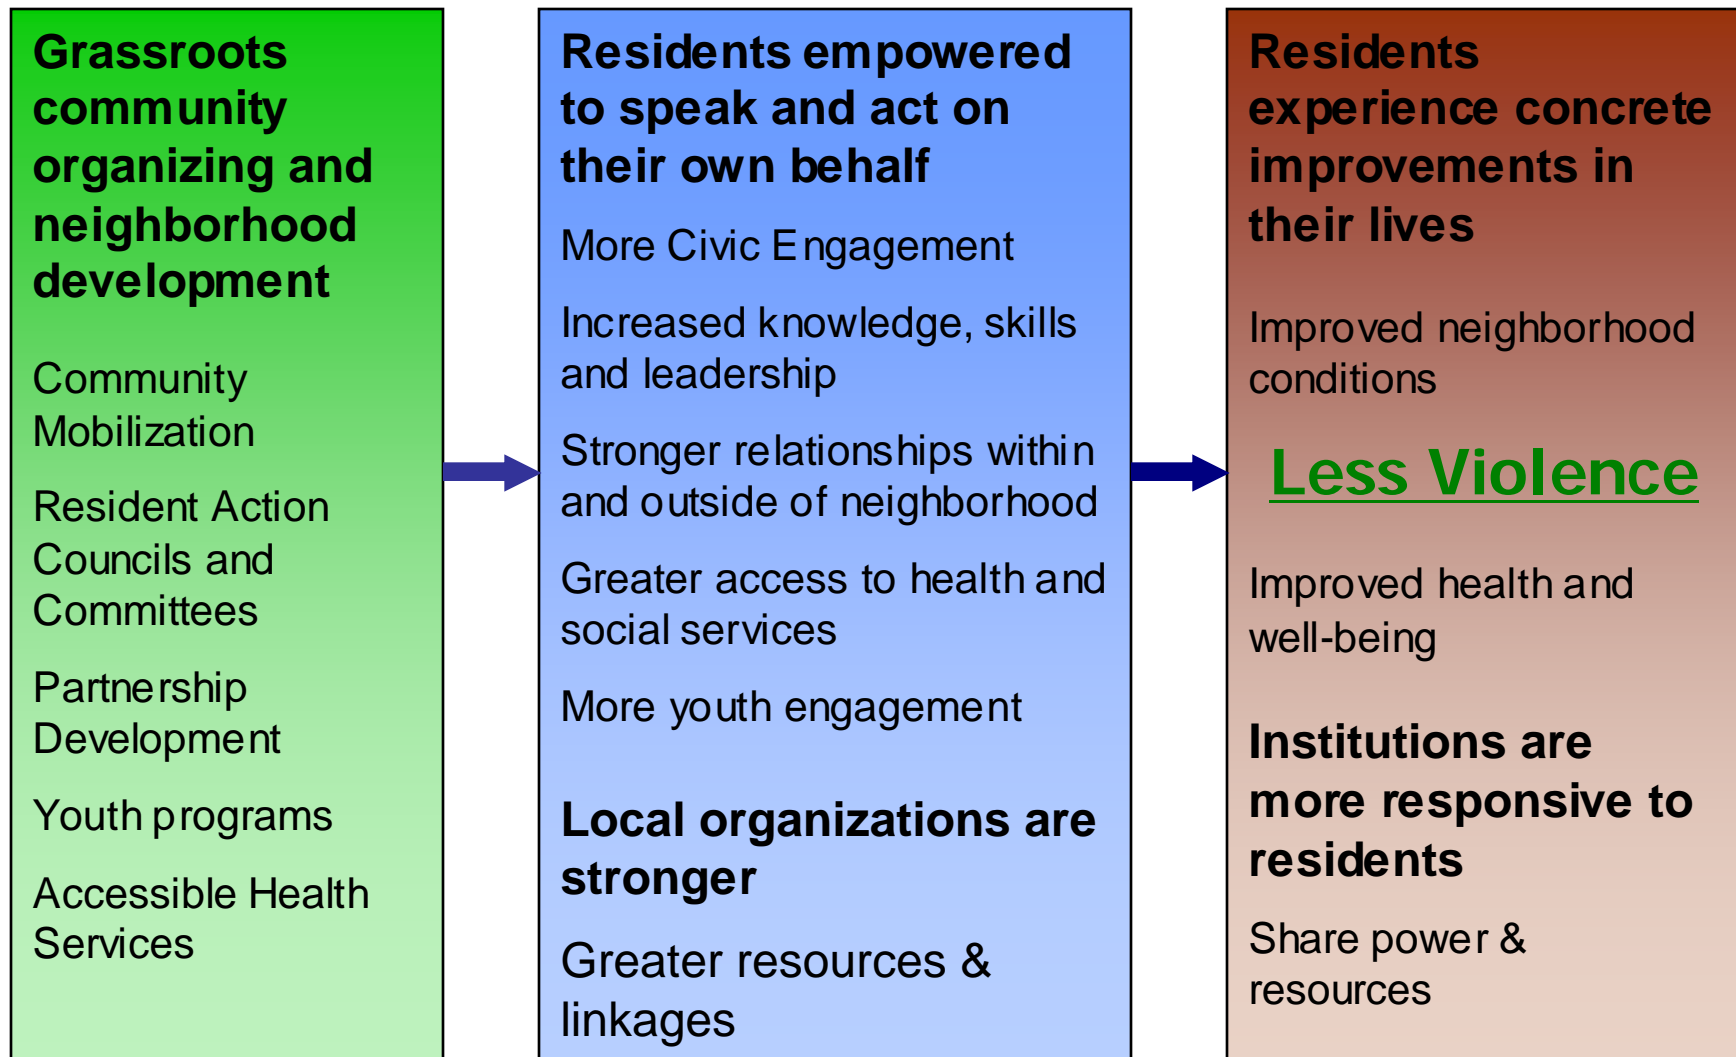 Grassroots
community
organizing and
neighborhood
development
Community
Mobilization
Resident Action
Councils and
Committees
Partnership
Development
Youth programs
Accessible Health
Services
Residents empowered
to speak and act on
their own behalf
More Civic Engagement
Increased knowledge, skills
and leadership
Stronger relationships within
and outside of neighborhood
Greater access to health and
social services
More youth engagement
Local organizations are
stronger
Greater resources &
linkages
Residents
experience concrete
improvements in
their lives
Improved neighborhood
conditions
Less Violence
Improved health and
well-being
Institutions are
more responsive to
residents
Share power &
resources